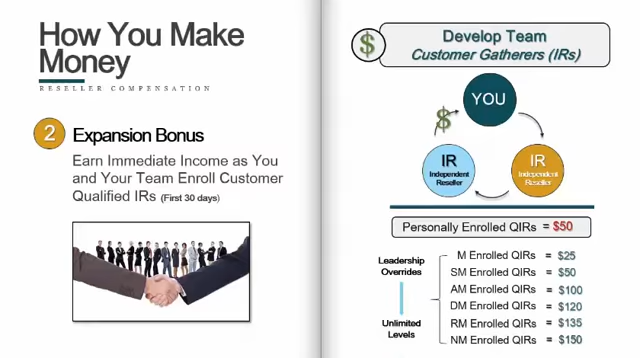 How You Make
Money
RESELLER COMPENSATION
2
Expansion Bonus
Earn Immediate Income as You
and Your Team Enroll Customer
Qualified IRs (First 30 days)
$
Develop Team
Customer Gatherers (IRs)
YOU
$
IR
Independent
Reseller
IR
Independent
Reseller
Personally Enrolled QIRs = $50
Leadership
Overrides
Unlimited
Levels
M Enrolled QIRs = $25
SM Enrolled QIRs = $50
AM Enrolled QIRs = $100
DM Enrolled QIRs = $120
RM Enrolled QIRs = $135
NM Enrolled QIRs = $150